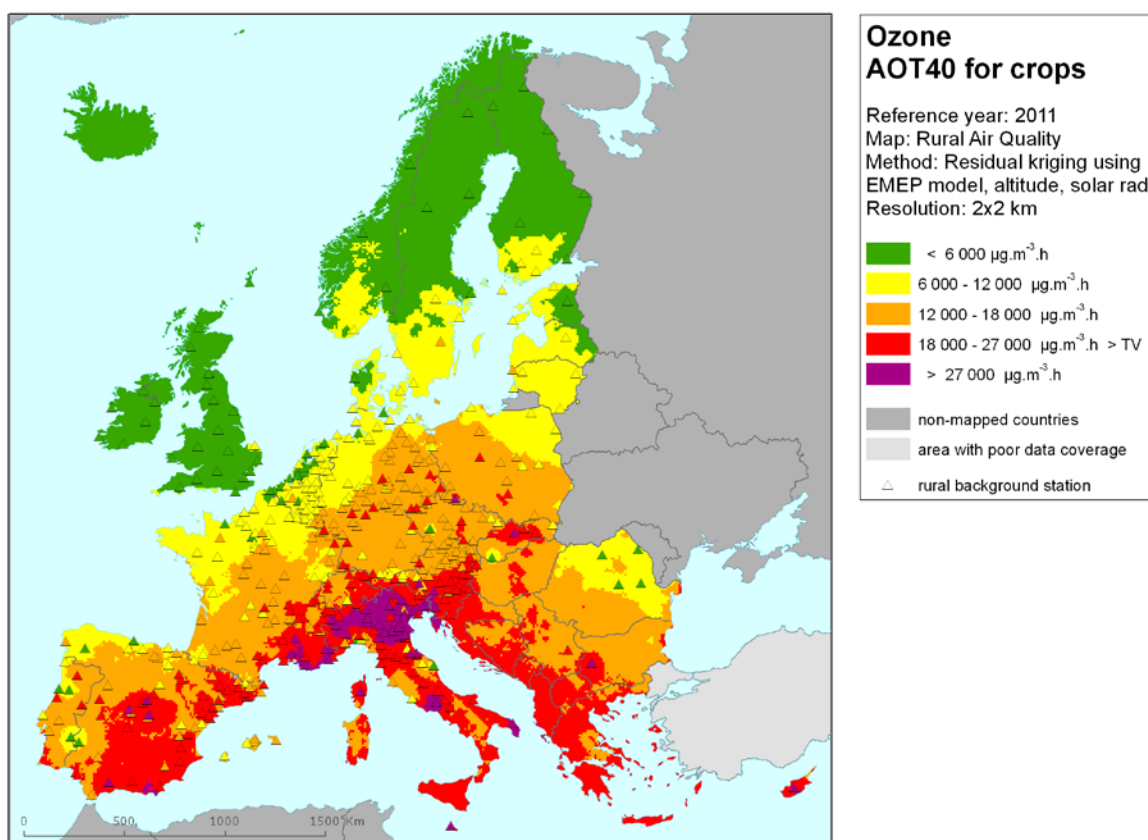 Ozone
AOT40 for crops
Reference year: 2011
Map: Rural Air Quality
Method: Residual kriging using
EMEP model, altitude, solar rad
Resolution: 2x2 km
< 6 000 µg.m⁻³.h
6 000 - 12 000 µg.m⁻³.h
12 000 - 18 000 µg.m⁻³.h
18 000 - 27 000 µg.m⁻³.h > TV
> 27 000 µg.m⁻³.h
non-mapped countries
area with poor data coverage
rural background station
0 500 1000 1500 Km